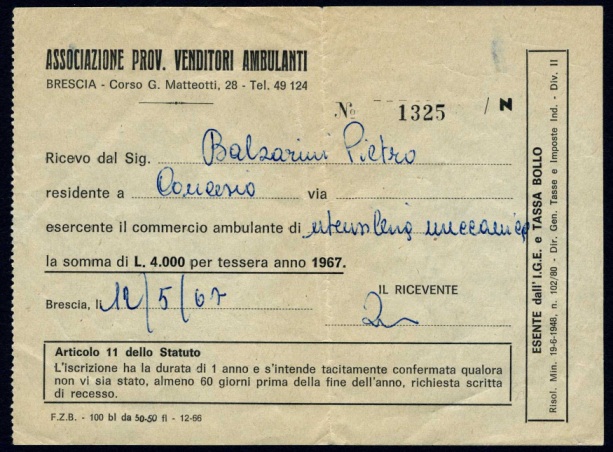 ASSOCIAZIONE PROV. VENDITORI AMBULANTI
BRESCIA - Corso G. Matteotti, 28 - Tel. 49 124
№ 1325 / N
Ricevo dal Sig. Balzarini Pietro
residente a Concesio via
esercente il commercio ambulante di utensileria meccanica
la somma di L. 4.000 per tessera anno 1967.
Brescia, lì 12/5/67
IL RICEVENTE
Articolo 11 dello Statuto
L'iscrizione ha la durata di 1 anno e s'intende tacitamente confermata qualora
non vi sia stato, almeno 60 giorni prima della fine dell'anno, richiesta scritta
di recesso.
F.Z.B. - 100 bl da 50-50 fi - 12-66
ESENTE dall'I.G.E. e TASSA BOLLO
Risol. Min. 19-6-1948, n. 102/80 - Dir. Gen. Tasse e Imposte Ind. - Div. II